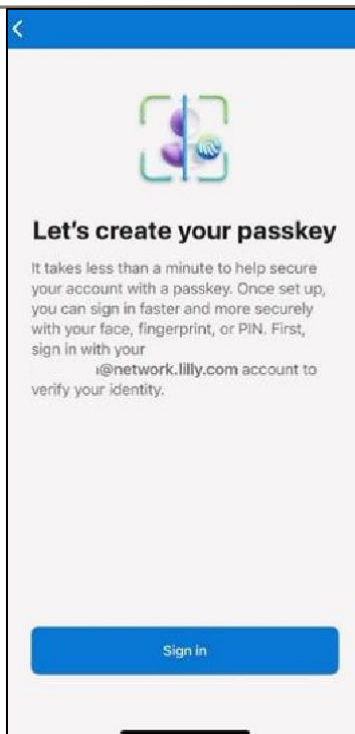 Let's create your passkey
It takes less than a minute to help secure
your account with a passkey. Once set up,
you can sign in faster and more securely
with your face, fingerprint, or PIN. First,
sign in with your
@network.lilly.com account to
verify your identity.
Sign in